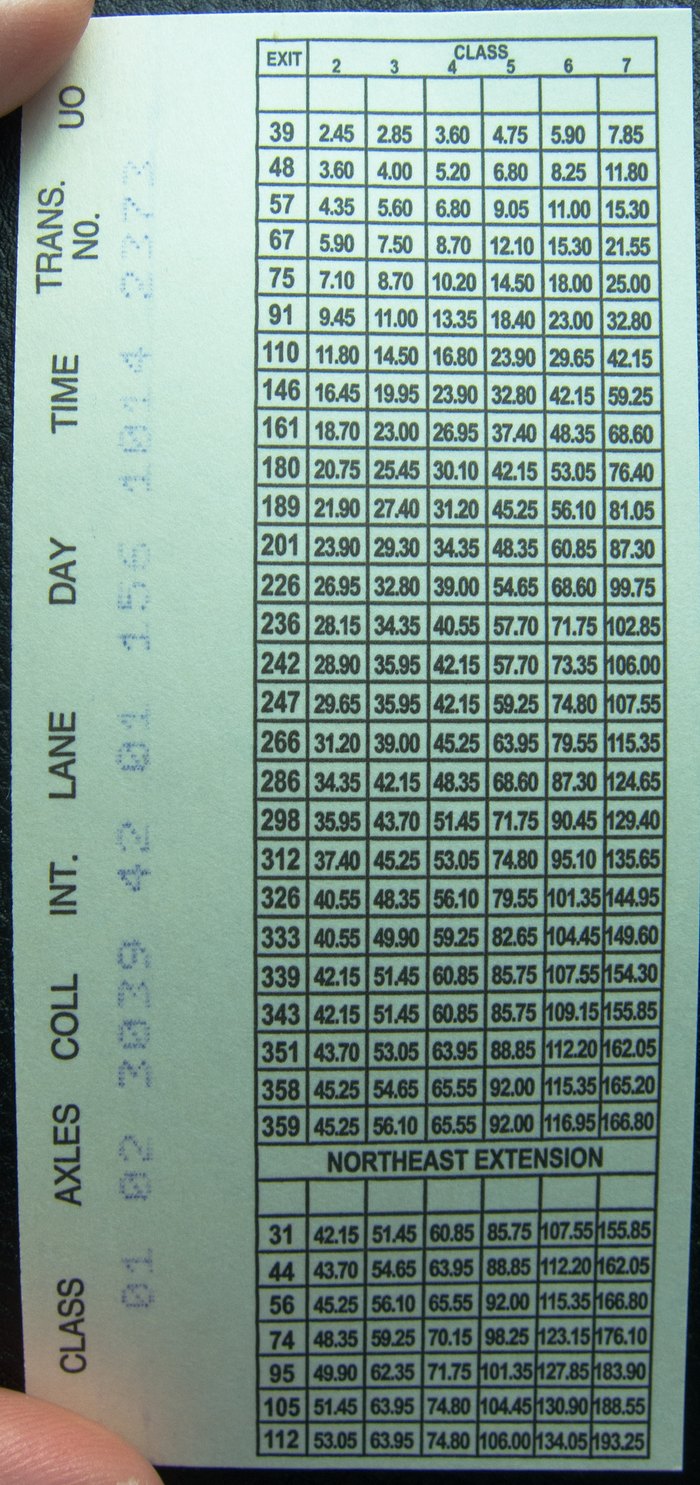 CLASS AXLES COLL INT. LANE DAY TIME TRANS. NO. UO
01 02 3039 42 01 156 1014 2373
EXIT CLASS
2 3 4 5 6 7
39 2.45 2.85 3.60 4.75 5.90 7.85
48 3.60 4.00 5.20 6.80 8.25 11.80
57 4.35 5.60 6.80 9.05 11.00 15.30
67 5.90 7.50 8.70 12.10 15.30 21.55
75 7.10 8.70 10.20 14.50 18.00 25.00
91 9.45 11.00 13.35 18.40 23.00 32.80
110 11.80 14.50 16.80 23.90 29.65 42.15
146 16.45 19.95 23.90 32.80 42.15 59.25
161 18.70 23.00 26.95 37.40 48.35 68.60
180 20.75 25.45 30.10 42.15 53.05 76.40
189 21.90 27.40 31.20 45.25 56.10 81.05
201 23.90 29.30 34.35 48.35 60.85 87.30
226 26.95 32.80 39.00 54.65 68.60 99.75
236 28.15 34.35 40.55 57.70 71.75 102.85
242 28.90 35.95 42.15 57.70 73.35 106.00
247 29.65 35.95 42.15 59.25 74.80 107.55
266 31.20 39.00 45.25 63.95 79.55 115.35
286 34.35 42.15 48.35 68.60 87.30 124.65
298 35.95 43.70 51.45 71.75 90.45 129.40
312 37.40 45.25 53.05 74.80 95.10 135.65
326 40.55 48.35 56.10 79.55 101.35 144.95
333 40.55 49.90 59.25 82.65 104.45 149.60
339 42.15 51.45 60.85 85.75 107.55 154.30
343 42.15 51.45 60.85 85.75 109.15 155.85
351 43.70 53.05 63.95 88.85 112.20 162.05
358 45.25 54.65 65.55 92.00 115.35 165.20
359 45.25 56.10 65.55 92.00 116.95 166.80
NORTHEAST EXTENSION
31 42.15 51.45 60.85 85.75 107.55 155.85
44 43.70 54.65 63.95 88.85 112.20 162.05
56 45.25 56.10 65.55 92.00 115.35 166.80
74 48.35 59.25 70.15 98.25 123.15 176.10
95 49.90 62.35 71.75 101.35 127.85 183.90
105 51.45 63.95 74.80 104.45 130.90 188.55
112 53.05 63.95 74.80 106.00 134.05 193.25